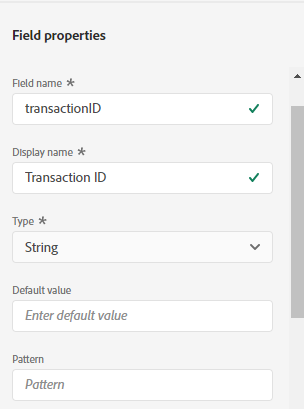 Field properties
Field name *
transactionID
Display name *
Transaction ID
Type *
String
Default value
Enter default value
Pattern
Pattern